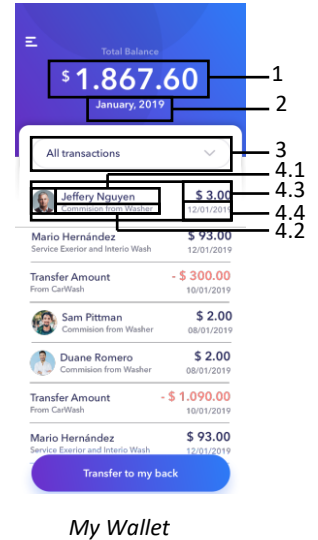 Total Balance
$ 1.867.60
1
January, 2019
2
All transactions
3
4.1
Jeffery Nguyen
$ 3.00
4.3
Commision from Washer
12/01/2019
4.4
4.2
Mario Hernández
$ 93.00
Service Exerior and Interio Wash
12/01/2019
Transfer Amount
- $ 300.00
From CarWash
10/01/2019
Sam Pittman
$ 2.00
Commision from Washer
08/01/2019
Duane Romero
$ 2.00
Commision from Washer
08/01/2019
Transfer Amount
- $ 1.090.00
From CarWash
10/01/2019
Mario Hernández
$ 93.00
Service Exerior and Interio Wash
12/01/2019
Transfer to my back
My Wallet